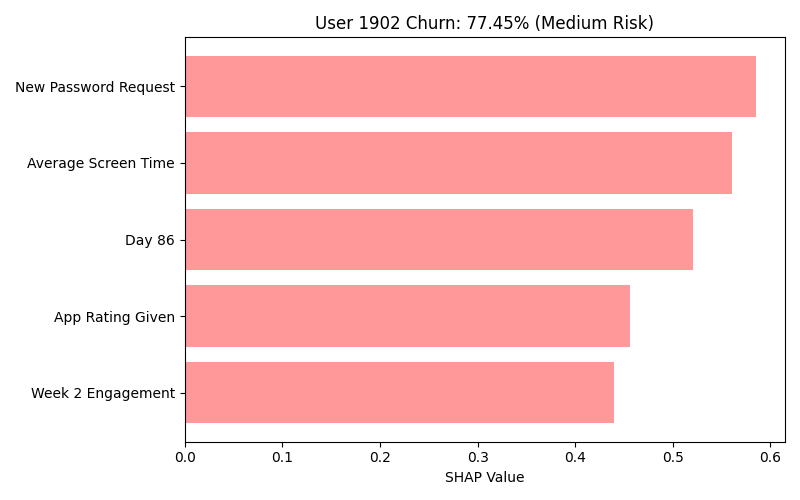 User 1902 Churn: 77.45% (Medium Risk)
New Password Request
Average Screen Time
Day 86
App Rating Given
Week 2 Engagement
0.0 0.1 0.2 0.3 0.4 0.5 0.6
SHAP Value